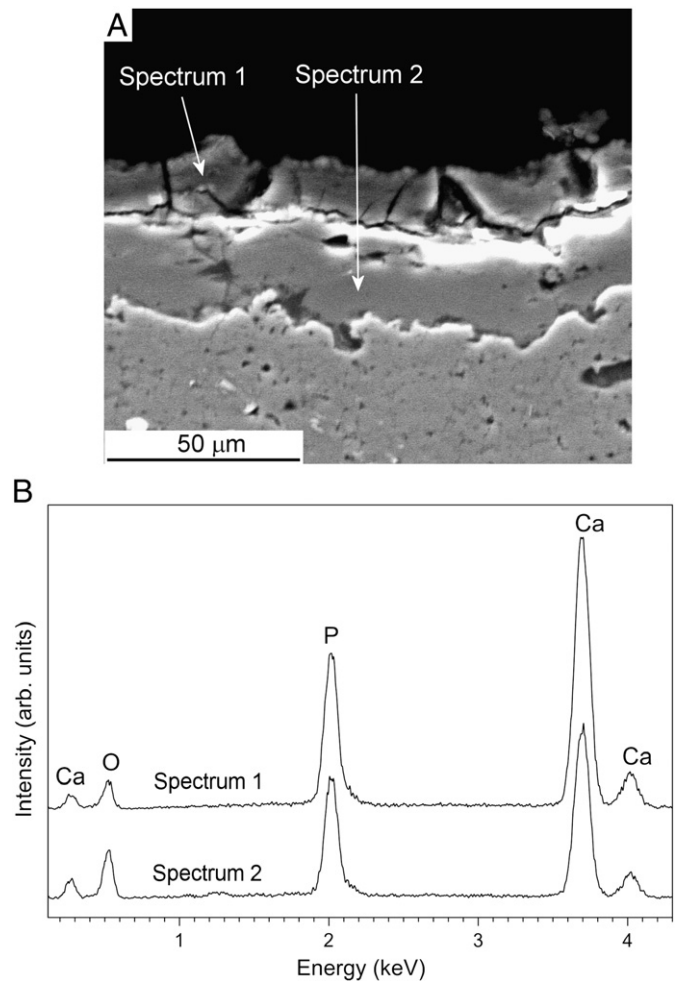 A
Spectrum 1
Spectrum 2
50 μm
B
Ca
P
Ca
O
Ca
Spectrum 1
Spectrum 2
Intensity (arb. units)
1
2
3
4
Energy (keV)